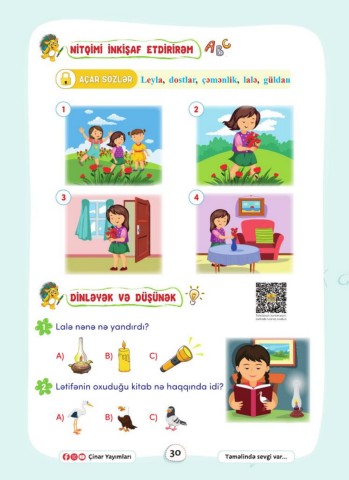 NİTQİMİ İNKİŞAF ETDİRİRƏM ABC
AÇAR SÖZLƏR Leyla, dostlar, çəmənlik, lalə, güldan
1 2
3 4
DİNLƏYƏK VƏ DÜŞÜNƏK
1 Lalə nənə nə yandırdı?
A) B) C)
2 Lətifənin oxuduğu kitab nə haqqında idi?
A) B) C)
Çinar Yayımları 30 Təməlində sevgi var...